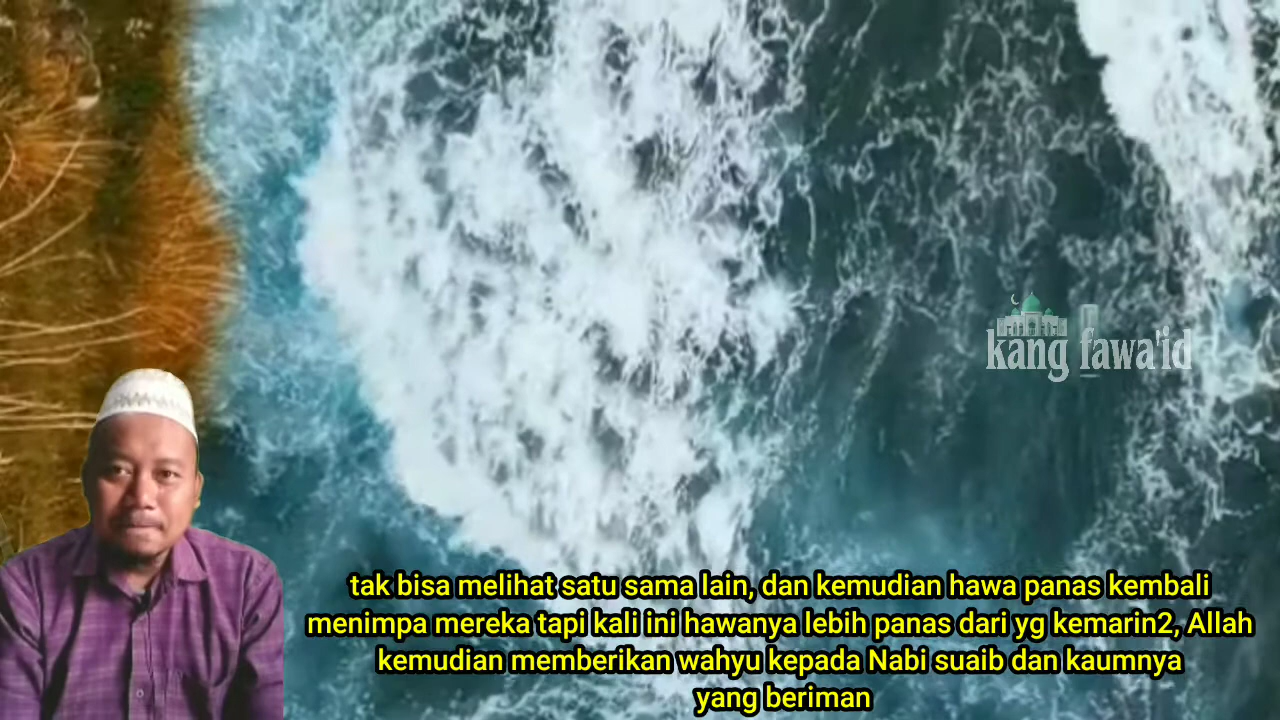 kang fawa'id
tak bisa melihat satu sama lain, dan kemudian hawa panas kembali
menimpa mereka tapi kali ini hawanya lebih panas dari yg kemarin2, Allah
kemudian memberikan wahyu kepada Nabi suaib dan kaumnya
yang beriman